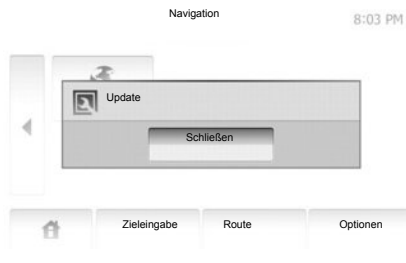 Navigation
8:03 PM
Update
Schließen
Zieleingabe
Route
Optionen